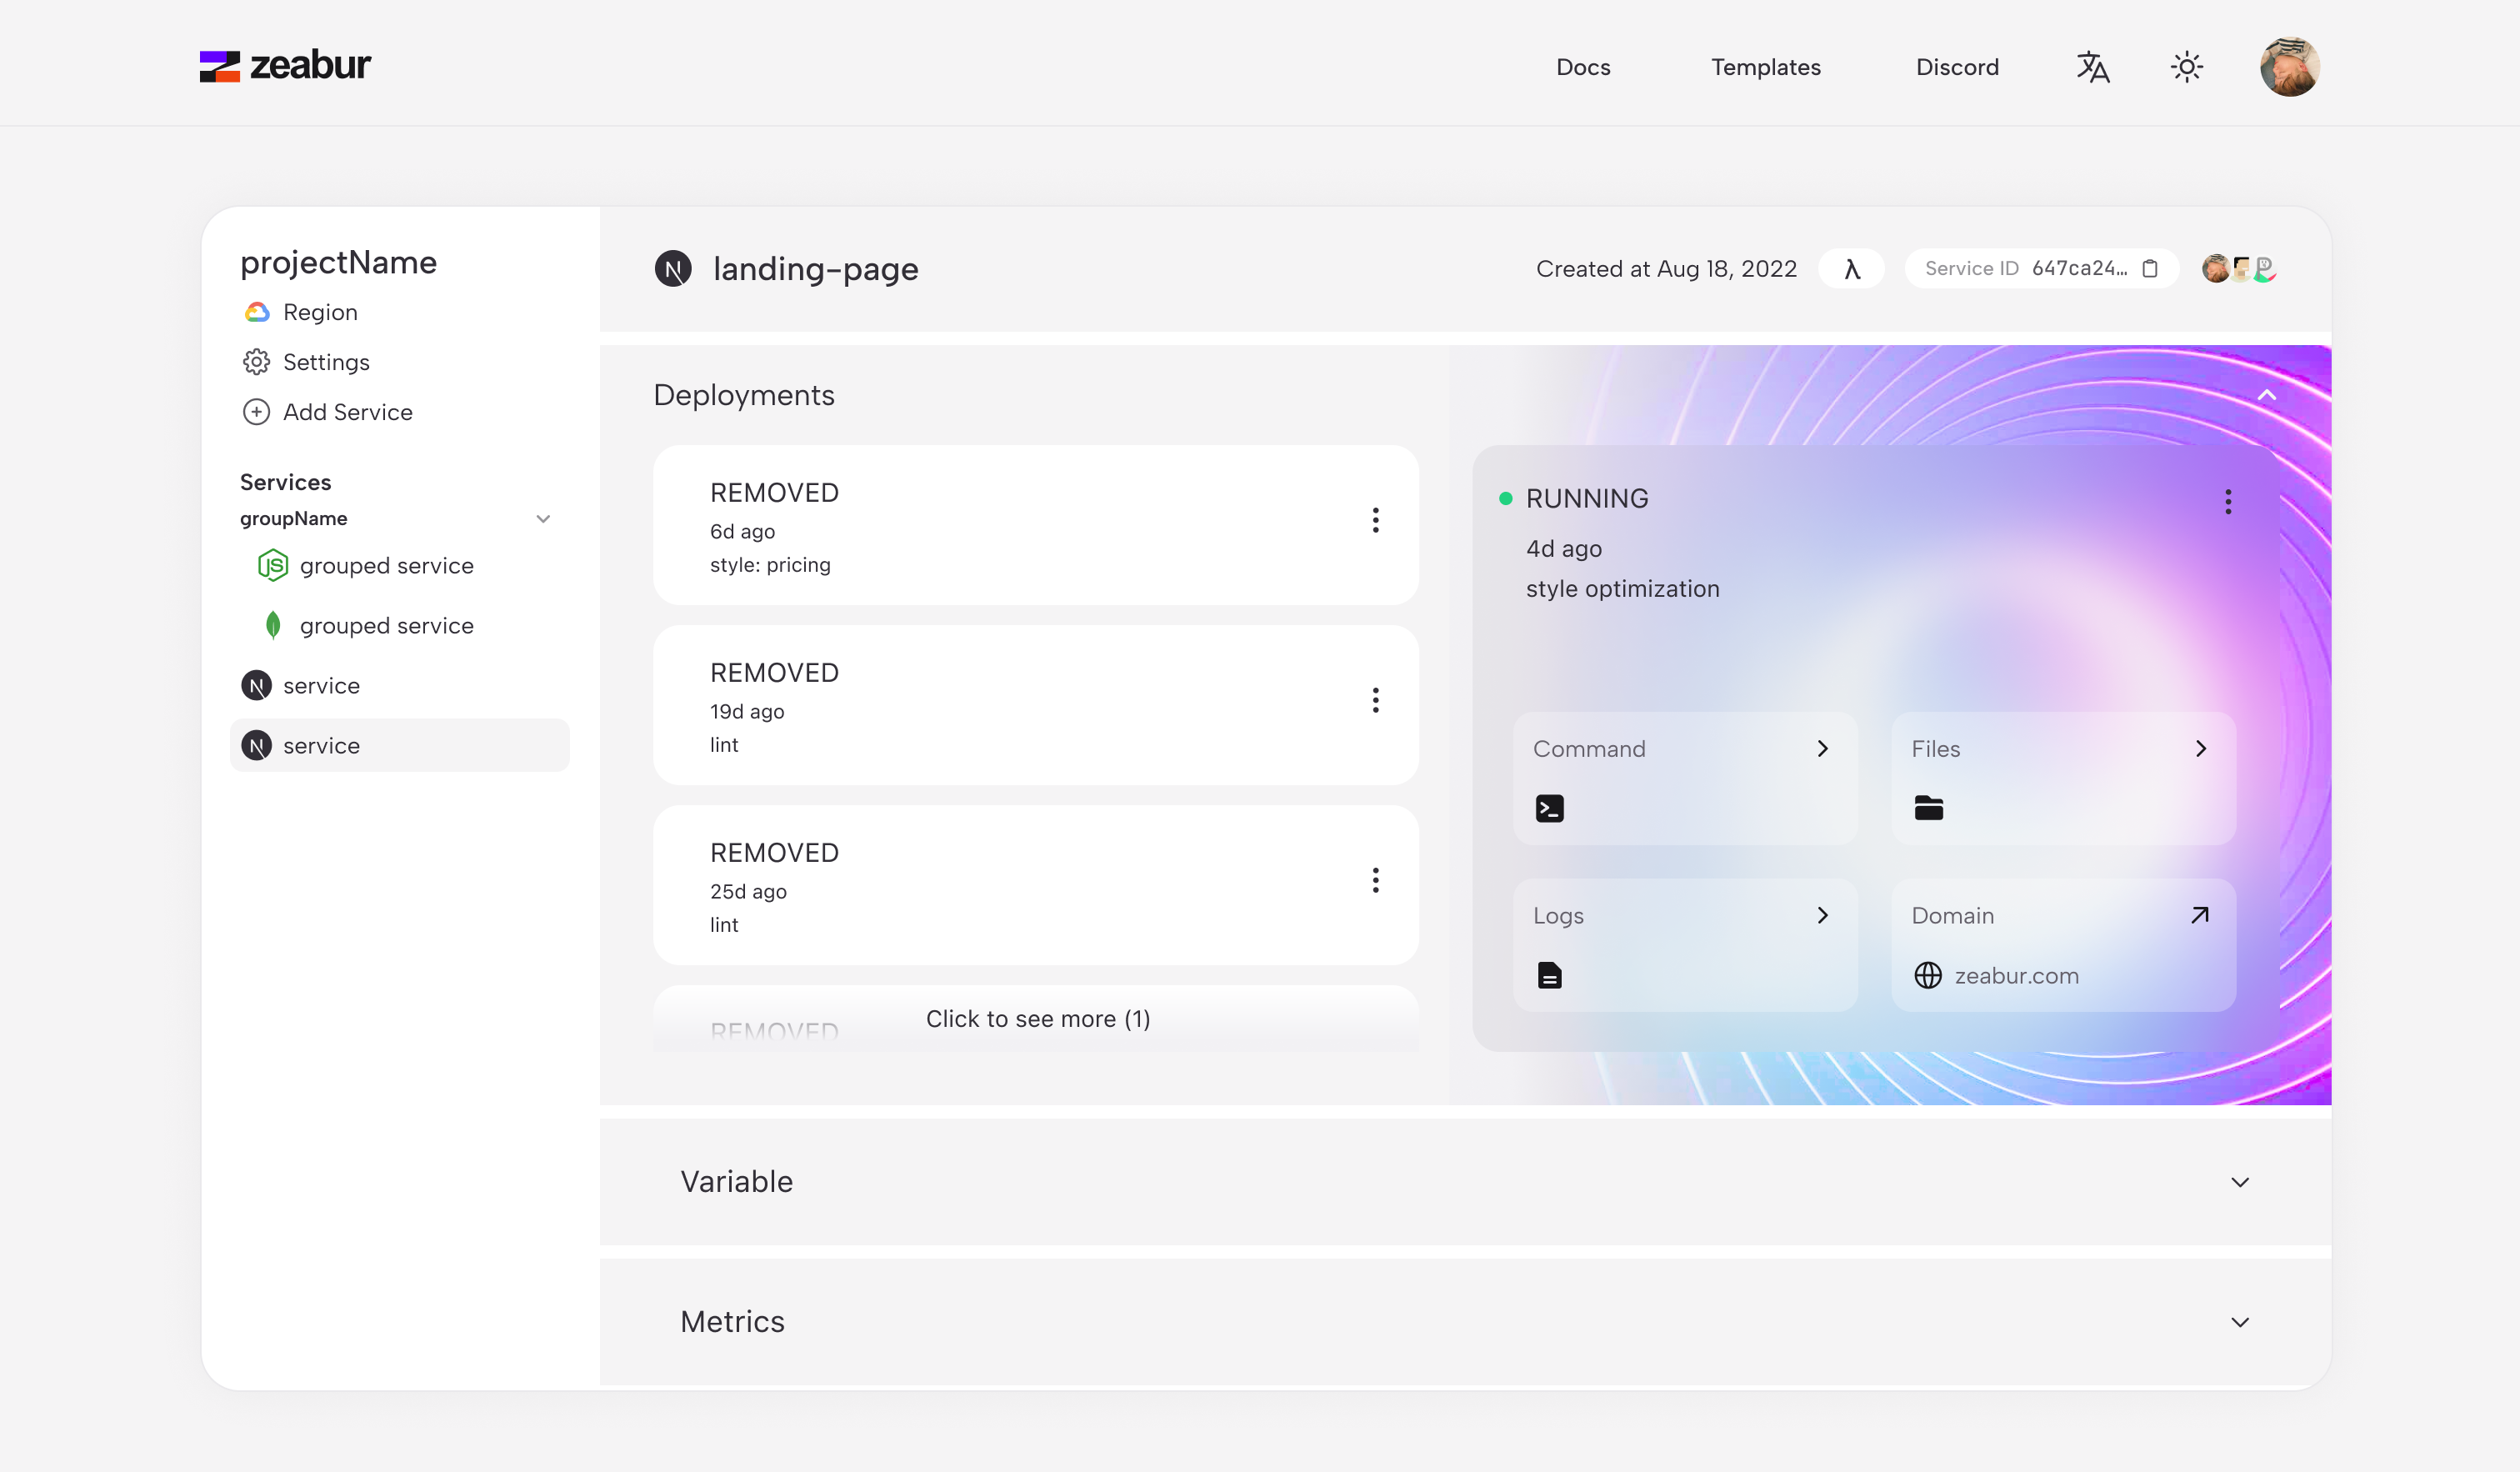 zeabur
Docs
Templates
Discord
projectName
Region
Settings
Add Service
Services
groupName
grouped service
grouped service
service
service
landing-page
Created at Aug 18, 2022
λ
Service ID 647ca24…
Deployments
REMOVED
6d ago
style: pricing
REMOVED
19d ago
lint
REMOVED
25d ago
lint
REMOVED
Click to see more (1)
RUNNING
4d ago
style optimization
Command
Files
Logs
Domain
zeabur.com
Variable
Metrics